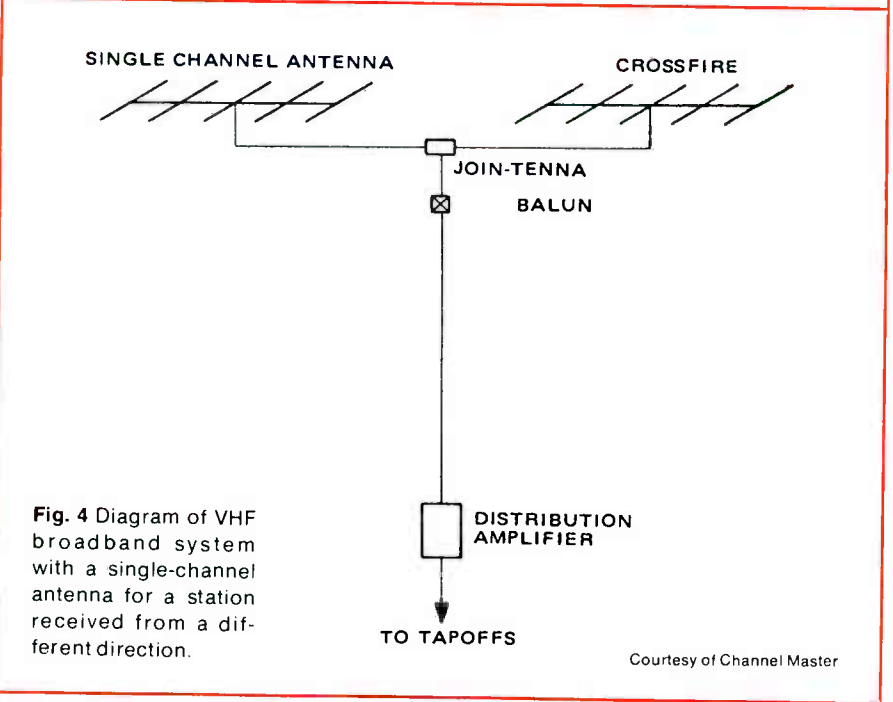 SINGLE CHANNEL ANTENNA
CROSSFIRE
JOIN-TENNA
BALUN
DISTRIBUTION
AMPLIFIER
TO TAPOFFS
Fig. 4 Diagram of VHF
broadband system
with a single-channel
antenna for a station
received from a dif-
ferent direction.
Courtesy of Channel Master